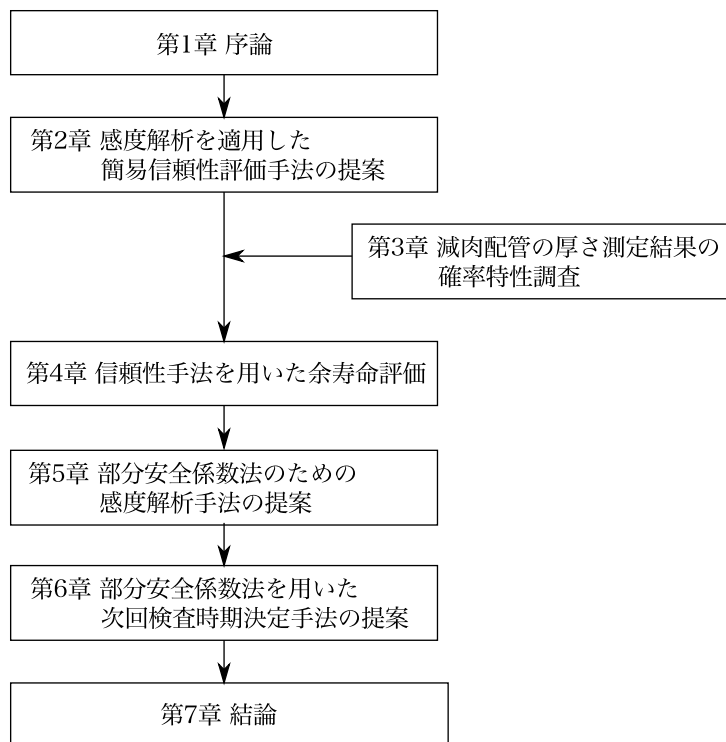 第1章 序論
第2章 感度解析を適用した
簡易信頼性評価手法の提案
第3章 減肉配管の厚さ測定結果の
確率特性調査
第4章 信頼性手法を用いた余寿命評価
第5章 部分安全係数法のための
感度解析手法の提案
第6章 部分安全係数法を用いた
次回検査時期決定手法の提案
第7章 結論